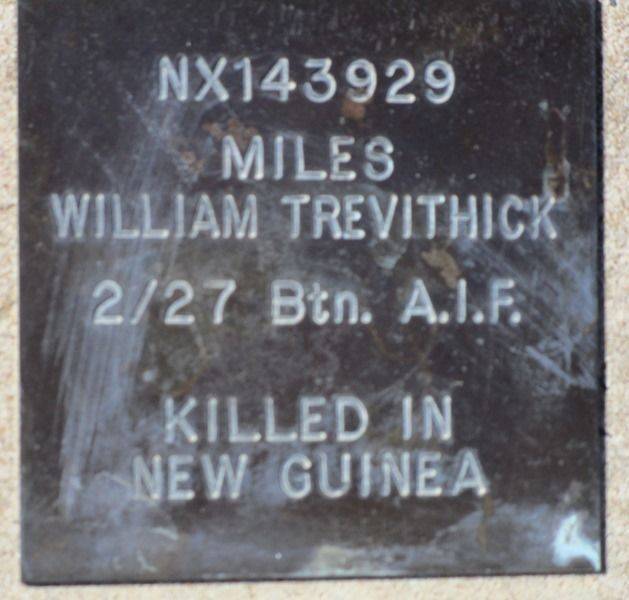 NX143929
MILES
WILLIAM TREVITHICK
2/27 Btn. A.I.F.
KILLED IN
NEW GUINEA